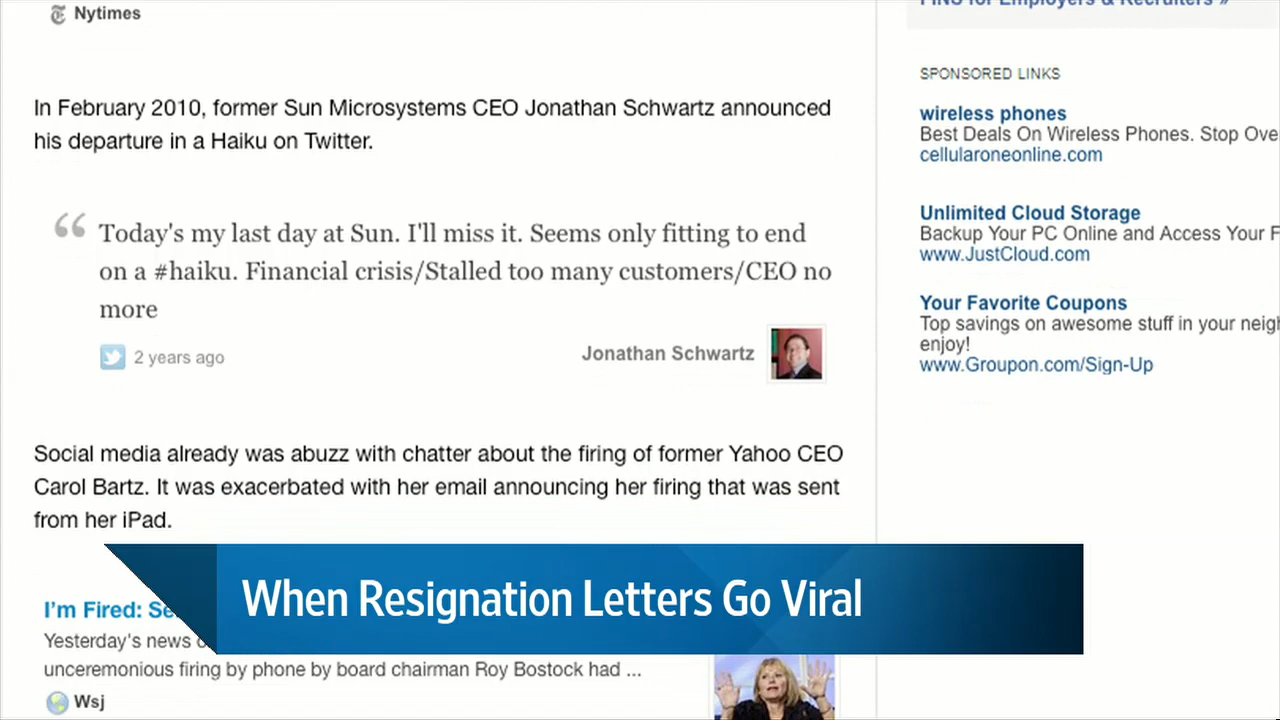 Nytimes
In February 2010, former Sun Microsystems CEO Jonathan Schwartz announced
his departure in a Haiku on Twitter.
“ Today's my last day at Sun. I'll miss it. Seems only fitting to end
on a #haiku. Financial crisis/Stalled too many customers/CEO no
more
2 years ago
Jonathan Schwartz
Social media already was abuzz with chatter about the firing of former Yahoo CEO
Carol Bartz. It was exacerbated with her email announcing her firing that was sent
from her iPad.
I'm Fired:
Yesterday's news
unceremonious firing by phone by board chairman Roy Bostock had ...
Wsj
When Resignation Letters Go Viral
FINS for Employers & Recruiters »
SPONSORED LINKS
wireless phones
Best Deals On Wireless Phones. Stop
cellularoneonline.com
Unlimited Cloud Storage
Backup Your PC Online and Access Your
www.JustCloud.com
Your Favorite Coupons
Top savings on awesome stuff in your
enjoy!
www.Groupon.com/Sign-Up